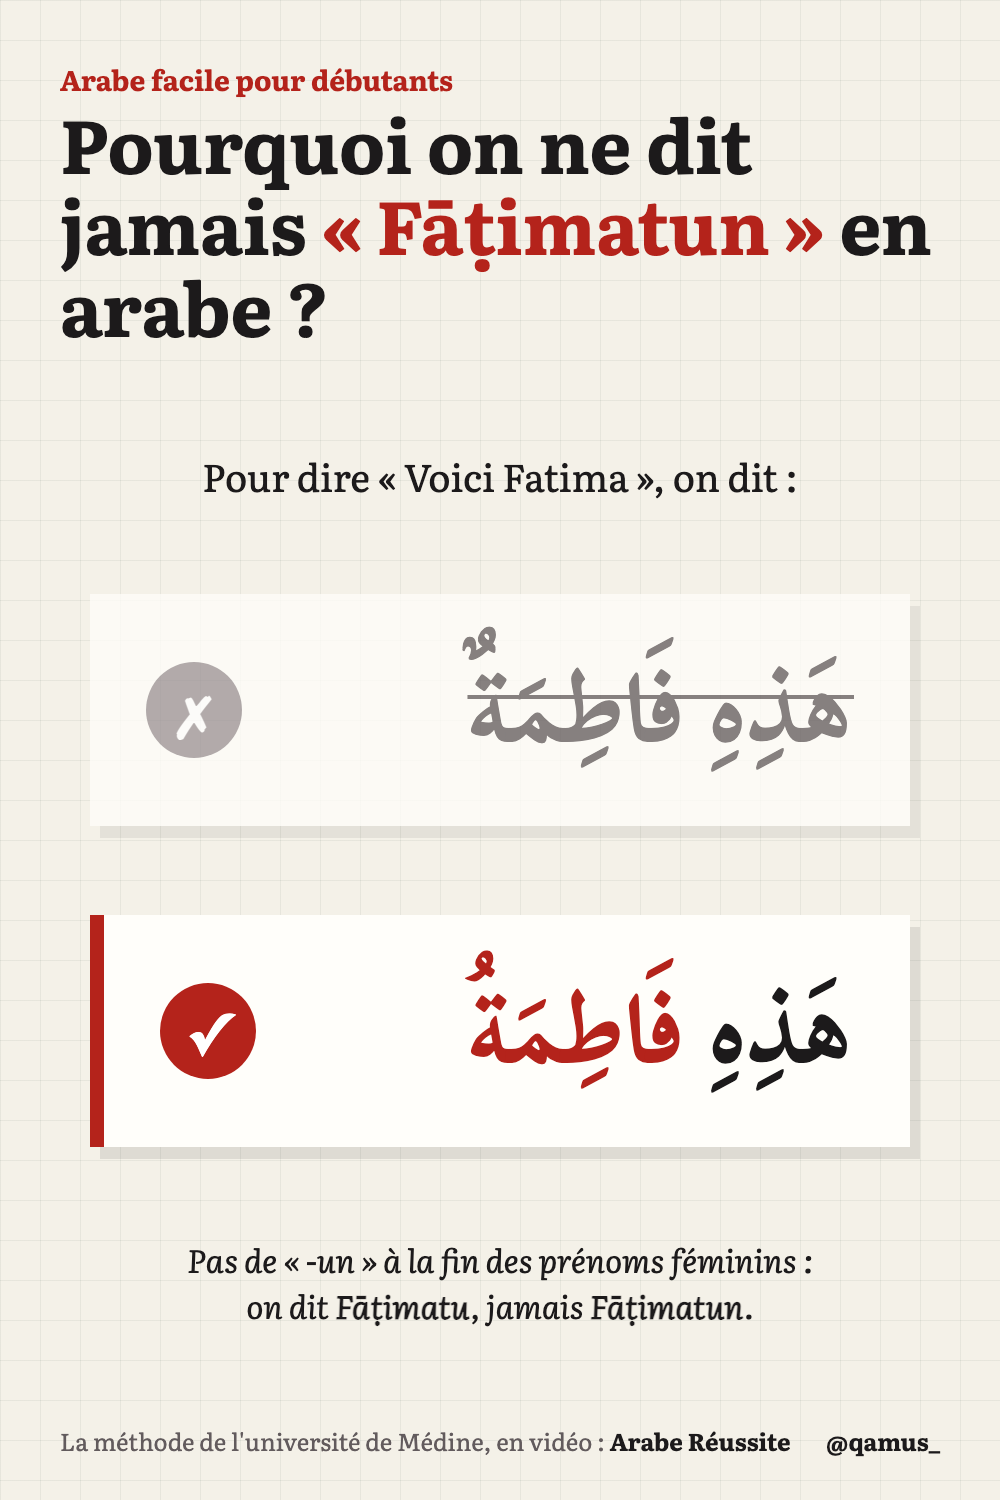 Arabe facile pour débutants
Pourquoi on ne dit
jamais « Fāṭimatun » en
arabe ?
Pour dire « Voici Fatima », on dit :
✗ هَذِهِ فَاطِمَةٌ
✓ هَذِهِ فَاطِمَةُ
Pas de « -un » à la fin des prénoms féminins :
on dit Fāṭimatu, jamais Fāṭimatun.
La méthode de l'université de Médine, en vidéo : Arabe Réussite @qamus_